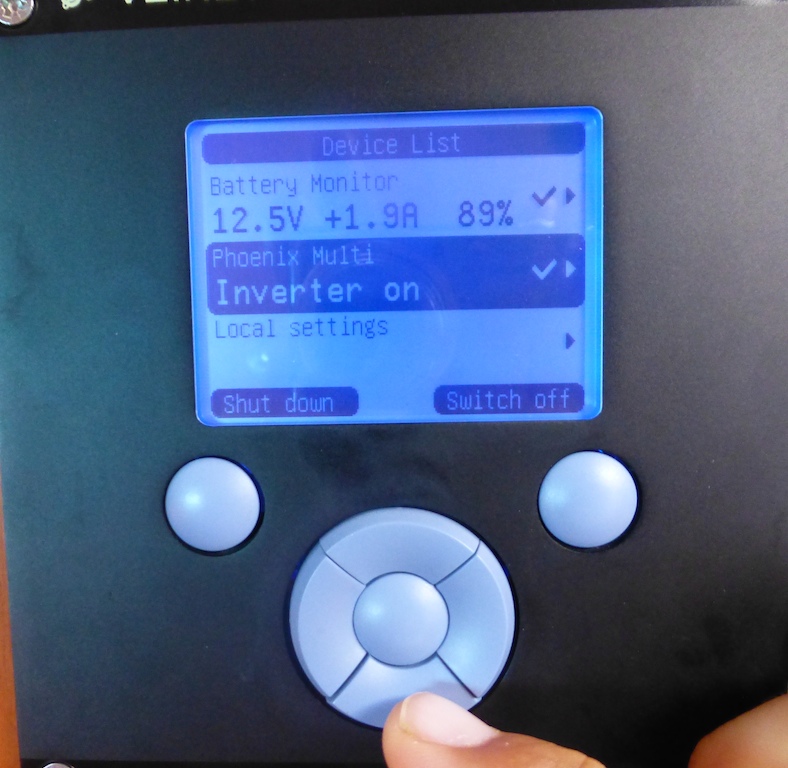 Device List
Battery Monitor
12.5V +1.9A 89%
Phoenix Multi
Inverter on
Local settings
Shut down Switch off